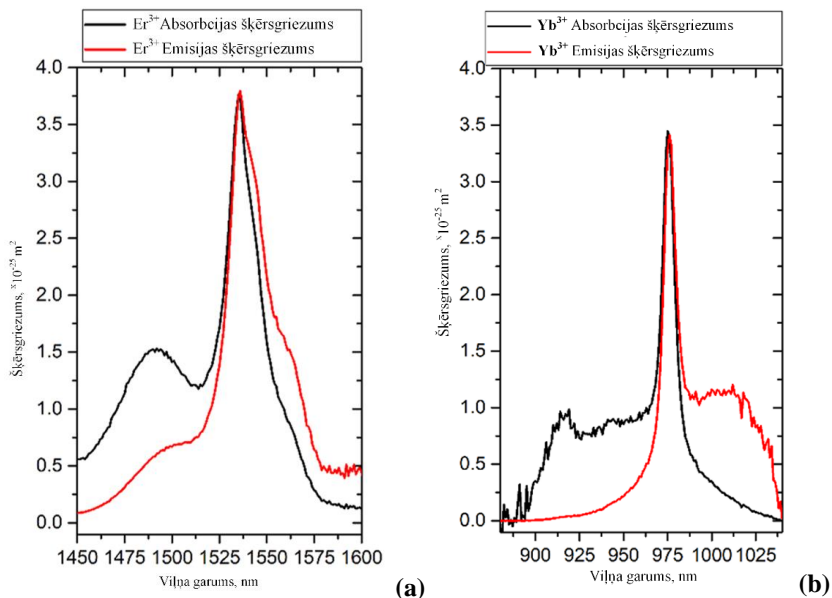 Er³⁺ Absorbcijas šķērsgriezums
Er³⁺ Emisijas šķērsgriezums
4.0
3.5
3.0
2.5
2.0
1.5
1.0
0.5
0.0
Šķērsgriezums, ˣ10⁻²⁵ m²
1450 1475 1500 1525 1550 1575 1600
Viļņa garums, nm
(a)
Yb³⁺ Absorbcijas šķērsgriezums
Yb³⁺ Emisijas šķērsgriezums
4.0
3.5
3.0
2.5
2.0
1.5
1.0
0.5
0.0
Šķērsgriezums, ˣ10⁻²⁵ m²
900 925 950 975 1000 1025
Viļņa garums, nm
(b)